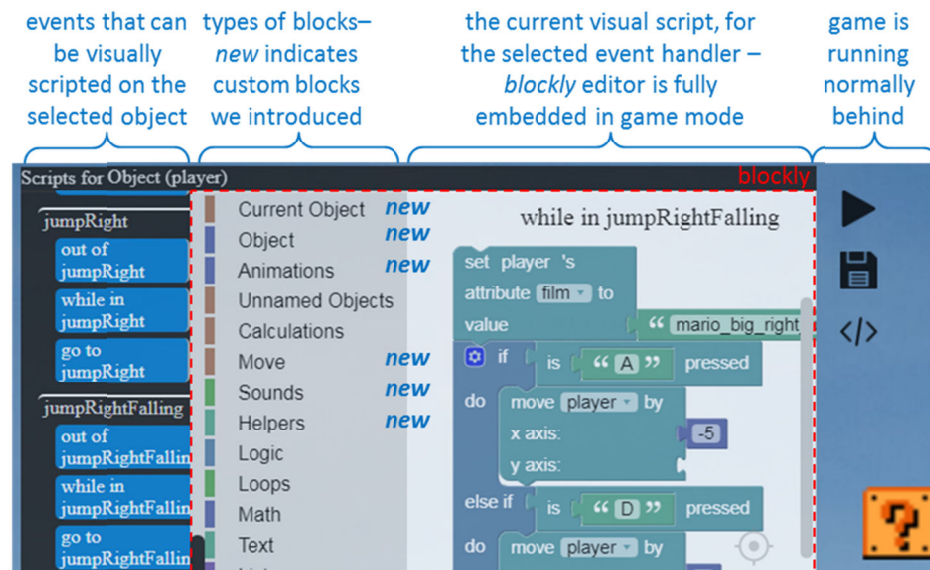 events that can
be visually
scripted on the
selected object
types of blocks–
new indicates
custom blocks
we introduced
the current visual script, for
the selected event handler –
blockly editor is fully
embedded in game mode
game is
running
normally
behind
Scripts for Object (player)
blockly
jumpRight
out of
jumpRight
while in
jumpRight
go to
jumpRight
jumpRightFalling
out of
jumpRightFallin
while in
jumpRightFallin
go to
jumpRightFallin
Current Object new
Object new
Animations new
Unnamed Objects
Calculations
Move new
Sounds new
Helpers new
Logic
Loops
Math
Text
while in jumpRightFalling
set player 's
attribute film to
value “ mario_big_right
if is “ A ” pressed
do move player by
x axis: -5
y axis:
else if is “ D ” pressed
do move player by
</>
?